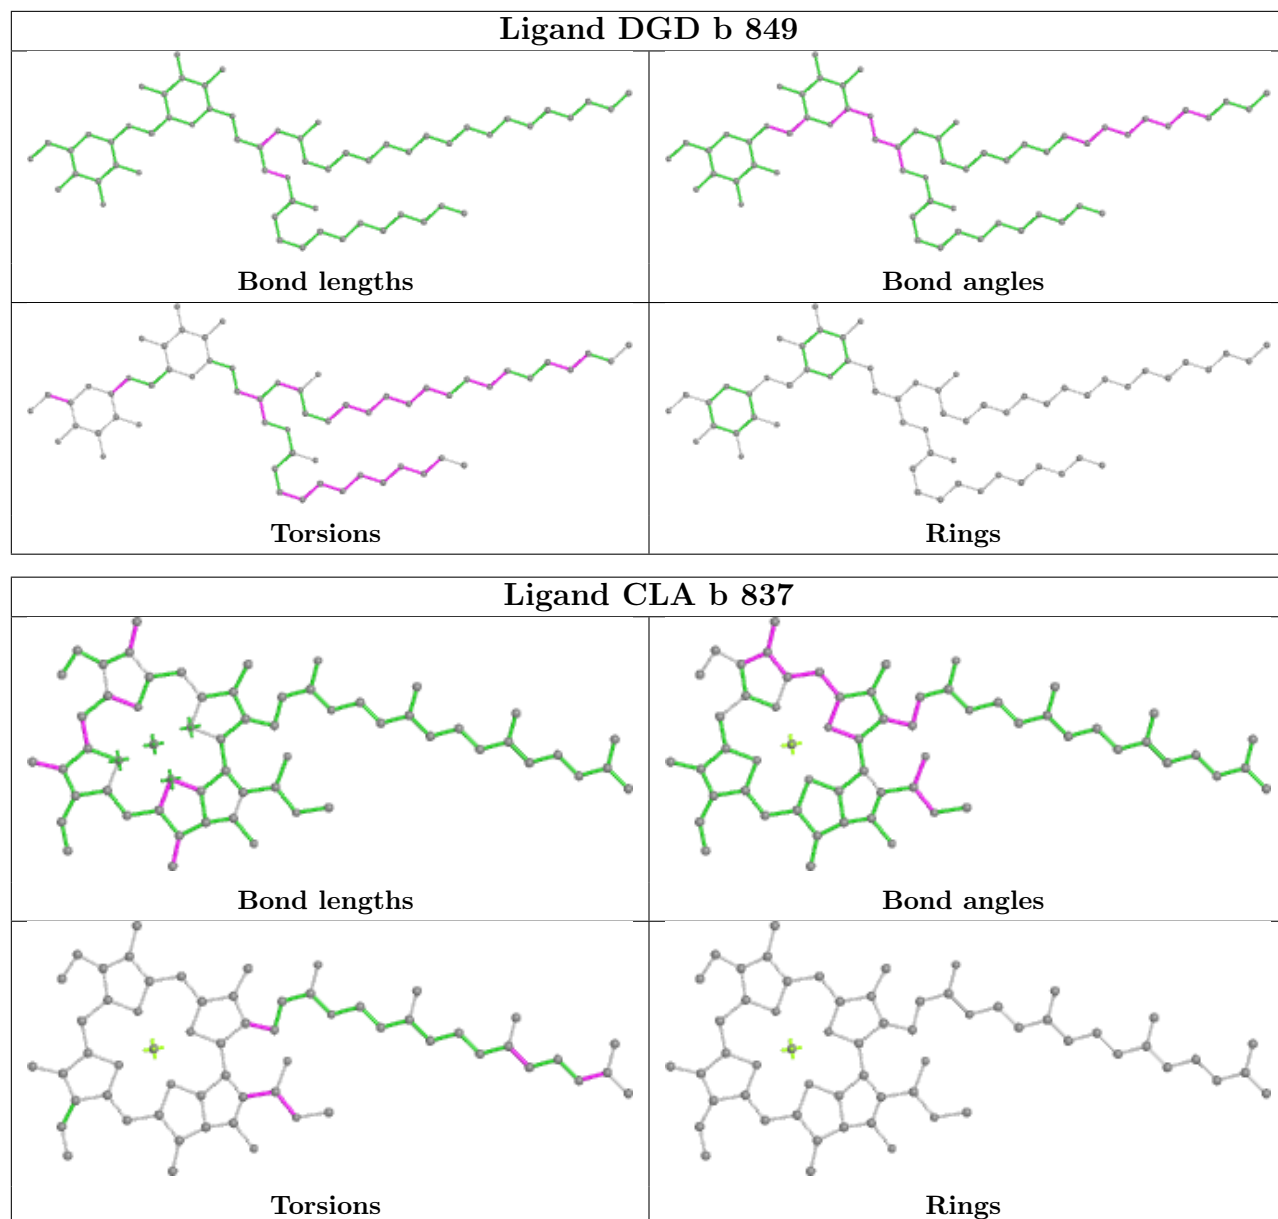 Ligand DGD b 849
Bond lengths
Bond angles
Torsions
Rings
Ligand CLA b 837
Bond lengths
Bond angles
Torsions
Rings